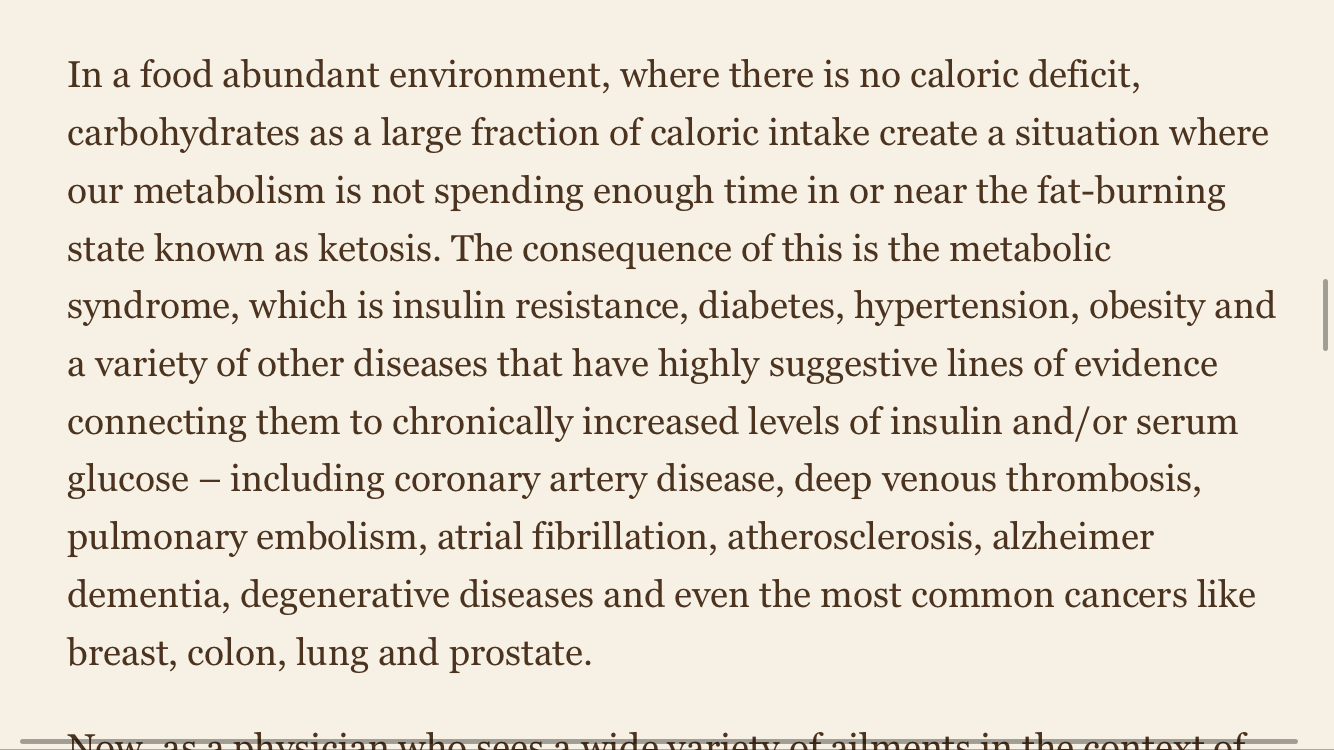 In a food abundant environment, where there is no caloric deficit,
carbohydrates as a large fraction of caloric intake create a situation where
our metabolism is not spending enough time in or near the fat-burning
state known as ketosis. The consequence of this is the metabolic
syndrome, which is insulin resistance, diabetes, hypertension, obesity and
a variety of other diseases that have highly suggestive lines of evidence
connecting them to chronically increased levels of insulin and/or serum
glucose – including coronary artery disease, deep venous thrombosis,
pulmonary embolism, atrial fibrillation, atherosclerosis, alzheimer
dementia, degenerative diseases and even the most common cancers like
breast, colon, lung and prostate.
Now, as a physician who sees a wide variety of ailments in the context of